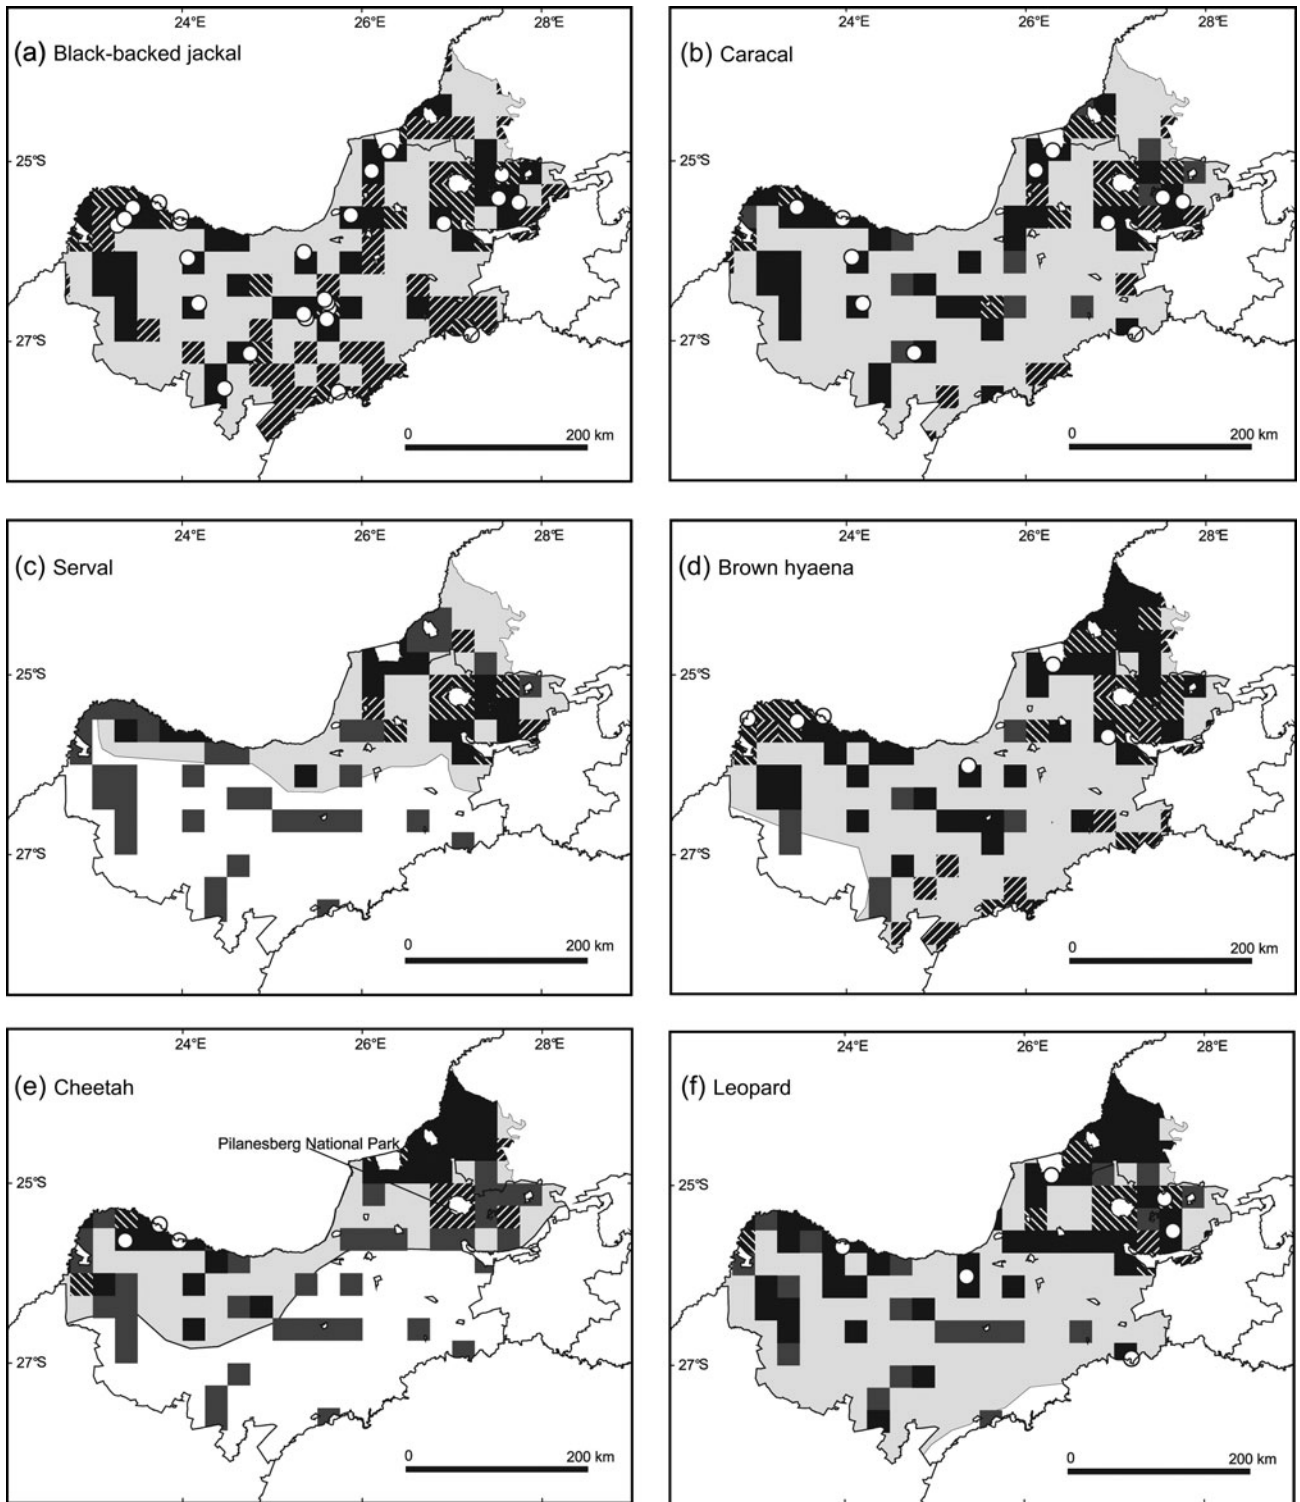 24°E 26°E 28°E
(a) Black-backed jackal
25°S
27°S
0 200 km
24°E 26°E 28°E
(b) Caracal
25°S
27°S
0 200 km
24°E 26°E 28°E
(c) Serval
25°S
27°S
0 200 km
24°E 26°E 28°E
(d) Brown hyaena
25°S
27°S
0 200 km
24°E 26°E 28°E
(e) Cheetah
Pilanesberg National Park
25°S
27°S
0 200 km
24°E 26°E 28°E
(f) Leopard
25°S
27°S
0 200 km